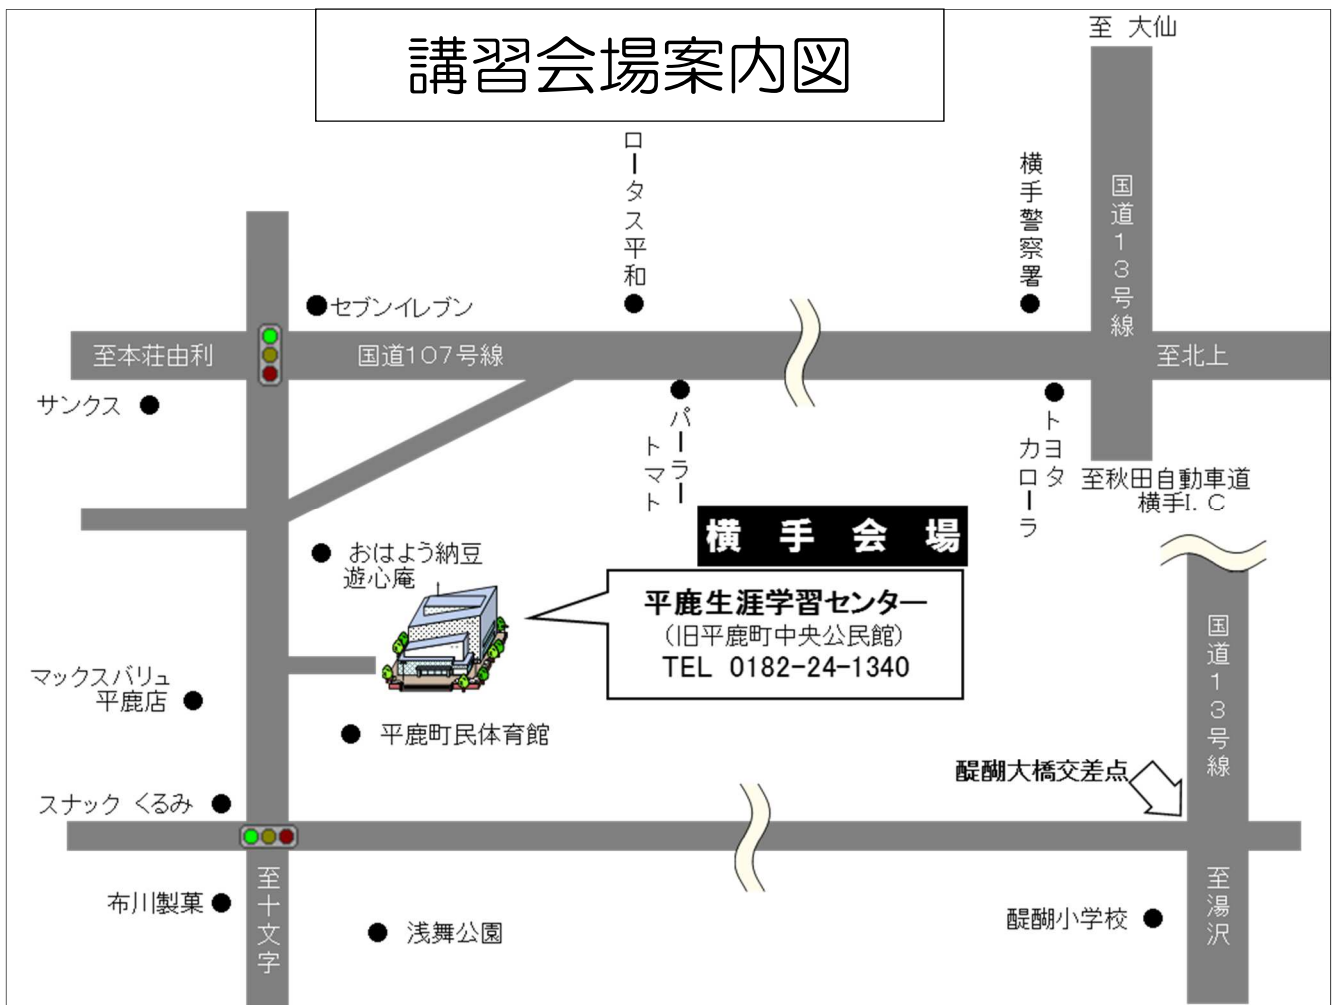 講習会場案内図
至 大仙
ロータス平和
横手警察署
国道13号線
セブンイレブン
至本荘由利
国道107号線
至北上
サンクス
パーラー
トマト
トヨタ
カローラ
至秋田自動車道
横手I. C
横 手 会 場
おはよう納豆
遊心庵
平鹿生涯学習センター
(旧平鹿町中央公民館)
TEL 0182-24-1340
国道13号線
マックスバリュ
平鹿店
平鹿町民体育館
醍醐大橋交差点
スナック くるみ
至十文字
至湯沢
布川製菓
浅舞公園
醍醐小学校